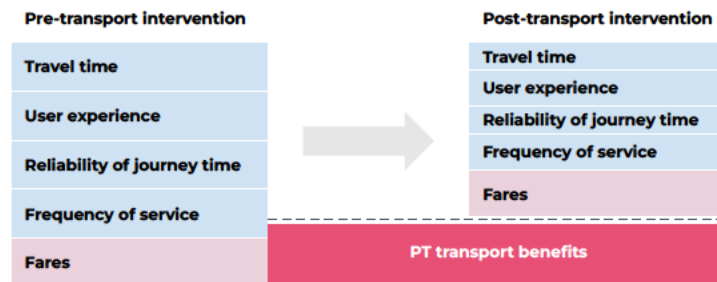 Pre-transport intervention
Travel time
User experience
Reliability of journey time
Frequency of service
Fares
Post-transport intervention
Travel time
User experience
Reliability of journey time
Frequency of service
Fares
PT transport benefits